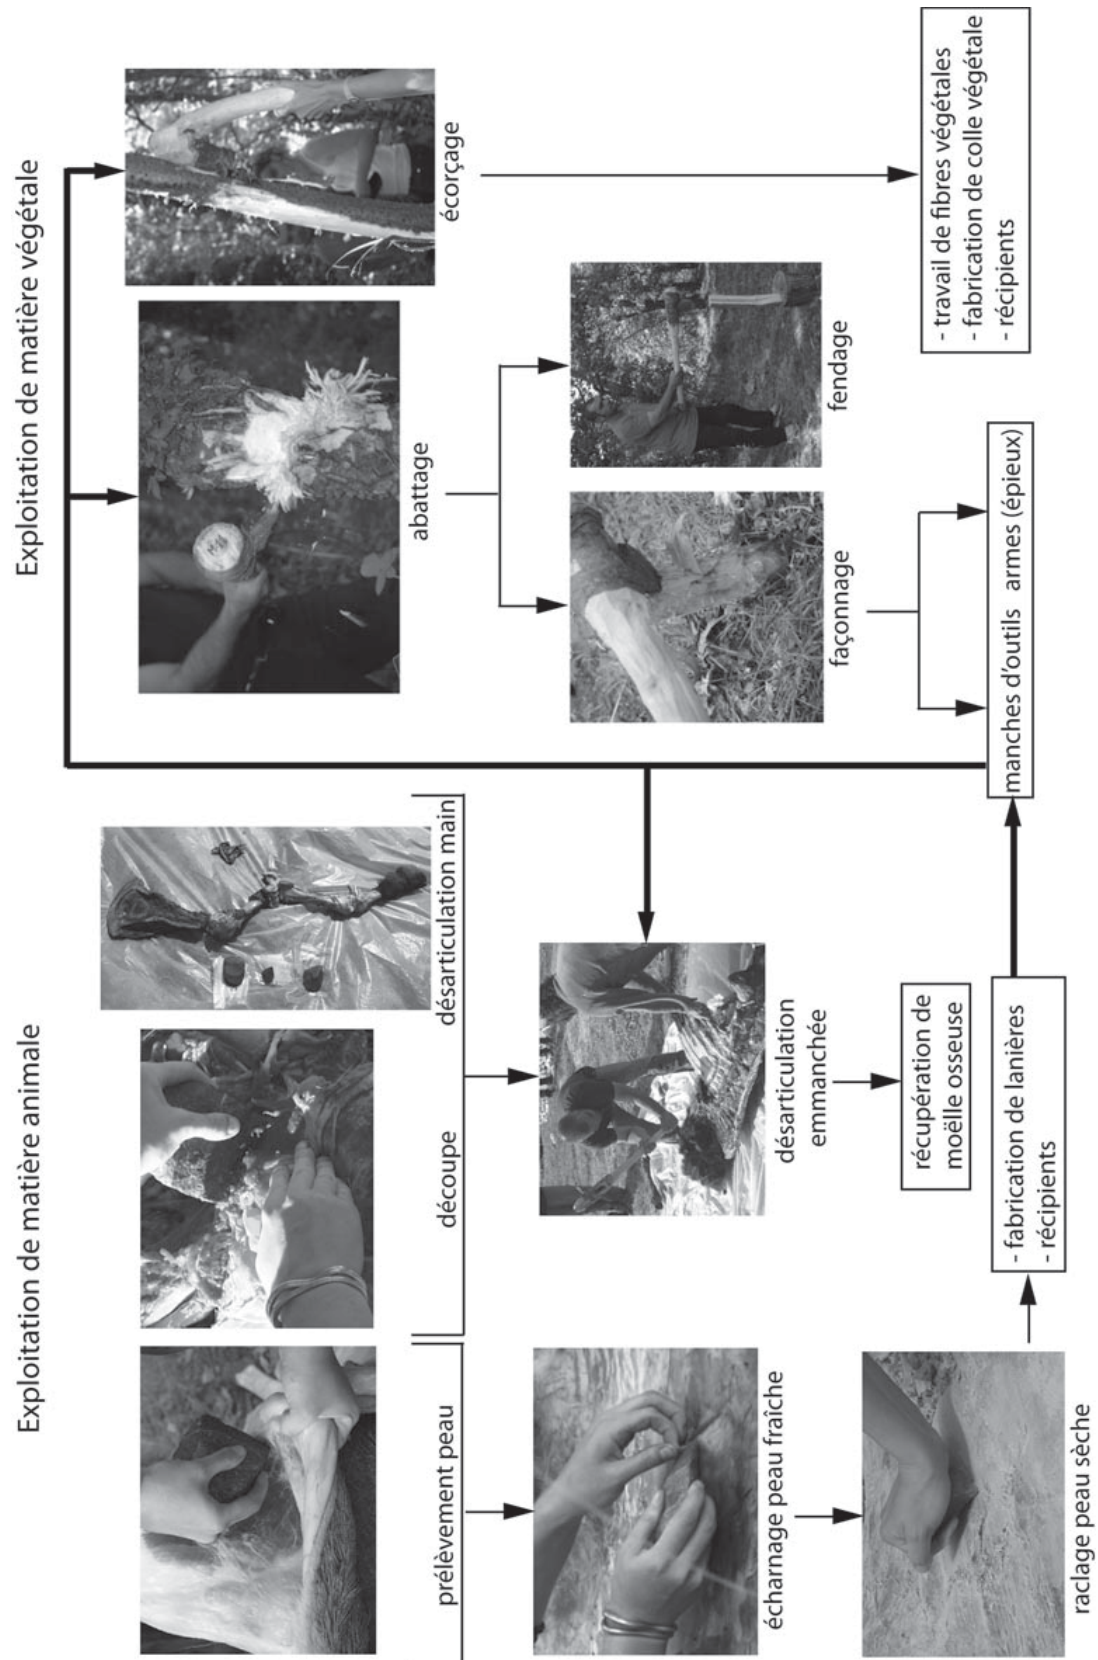 Exploitation de matière animale
Exploitation de matière végétale
prélèvement peau
découpe
désarticulation main
abattage
écorçage
écharnage peau fraîche
désarticulation
emmanchée
façonnage
fendage
raclage peau sèche
récupération de
moëlle osseuse
- fabrication de lanières
- récipients
manches d'outils armes (épieux)
- travail de fibres végétales
- fabrication de colle végétale
- récipients